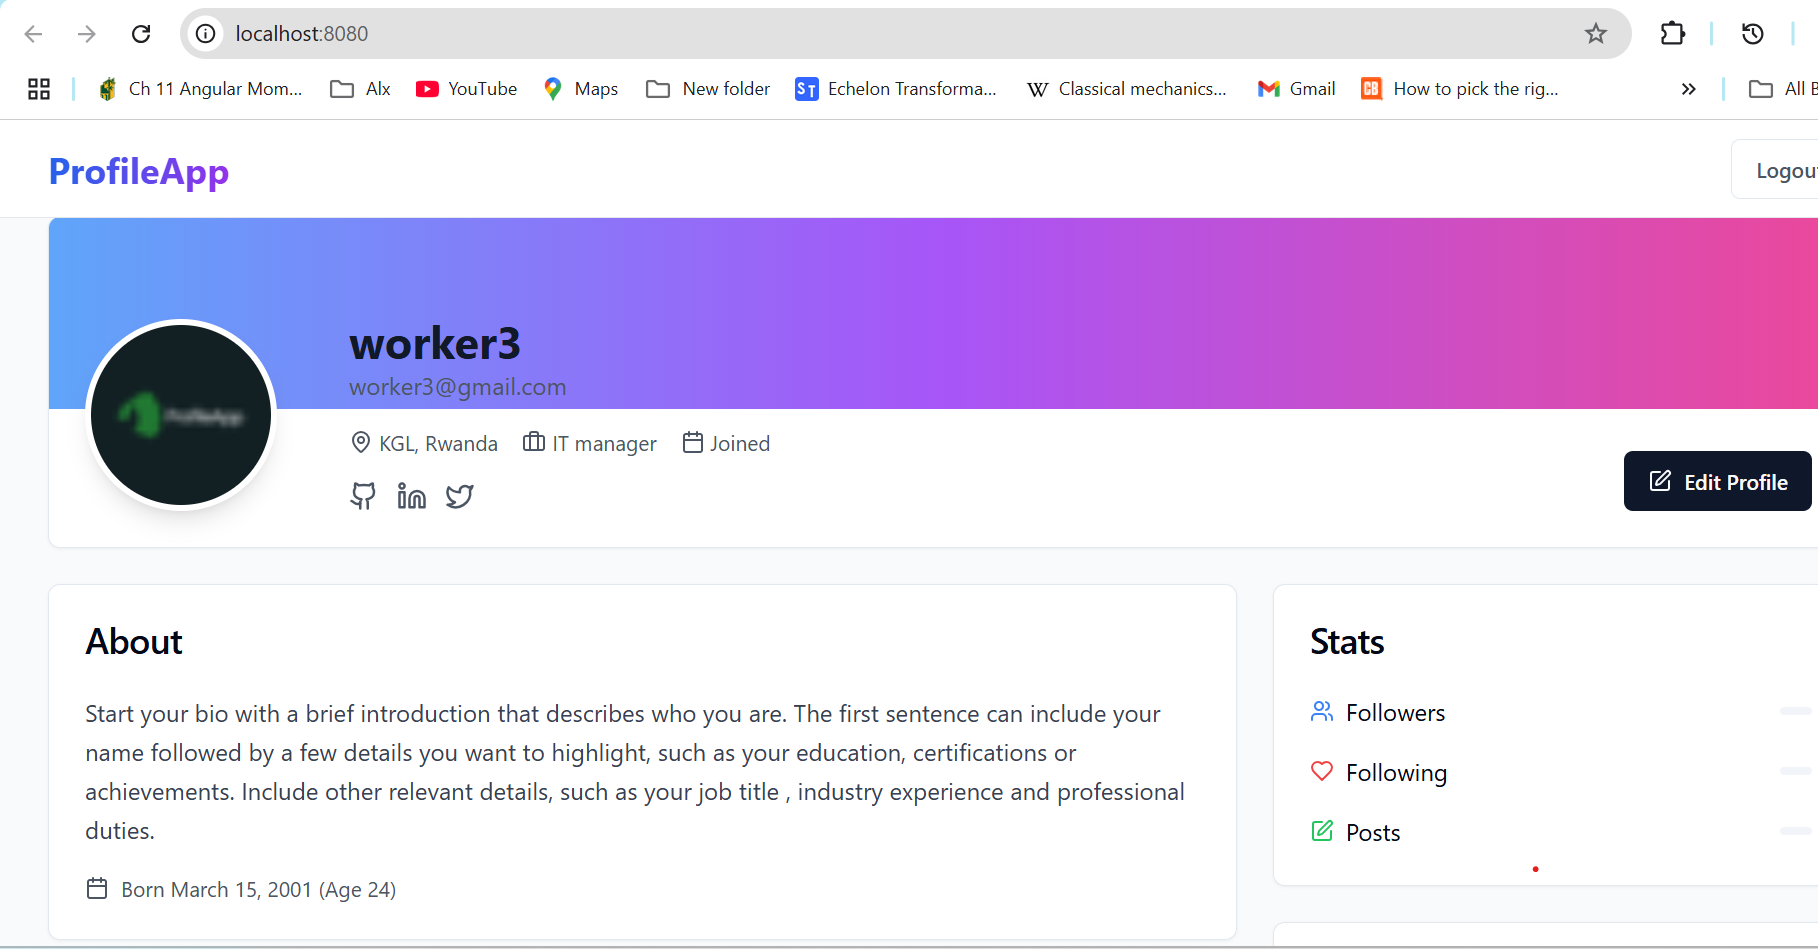 localhost:8080
Ch 11 Angular Mom... Alx YouTube Maps New folder Echelon Transforma... Classical mechanics... Gmail How to pick the rig... » All B
ProfileApp
Logout
worker3
worker3@gmail.com
ProfileApp
KGL, Rwanda IT manager Joined
Edit Profile
About
Start your bio with a brief introduction that describes who you are. The first sentence can include your
name followed by a few details you want to highlight, such as your education, certifications or
achievements. Include other relevant details, such as your job title , industry experience and professional
duties.
Born March 15, 2001 (Age 24)
Stats
Followers
Following
Posts